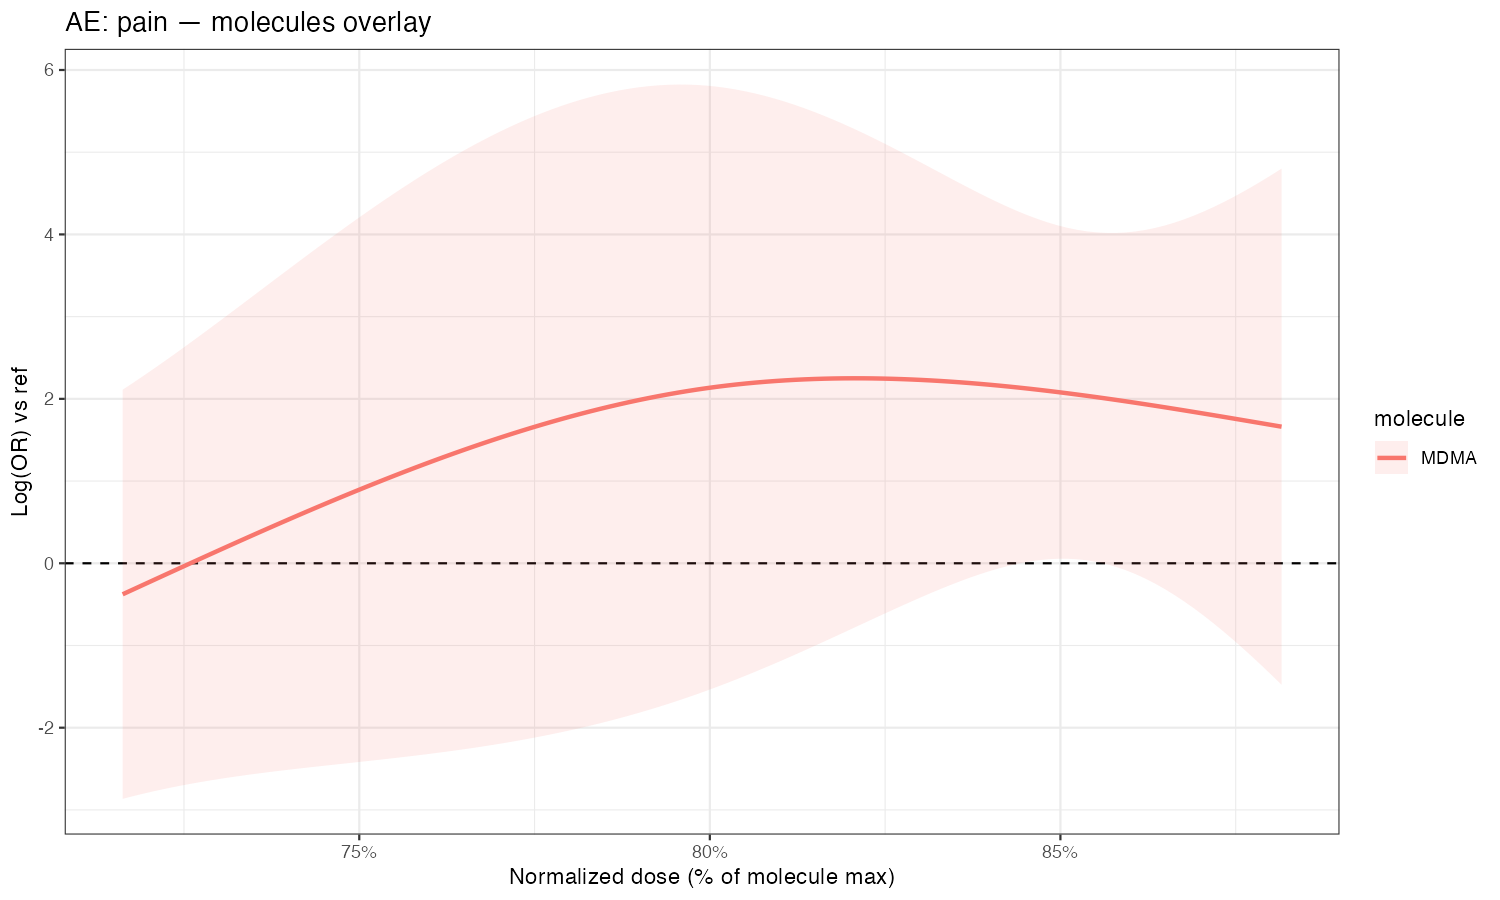 AE: pain — molecules overlay
6
4
2
0
-2
Log(OR) vs ref
75%
80%
85%
Normalized dose (% of molecule max)
molecule
MDMA